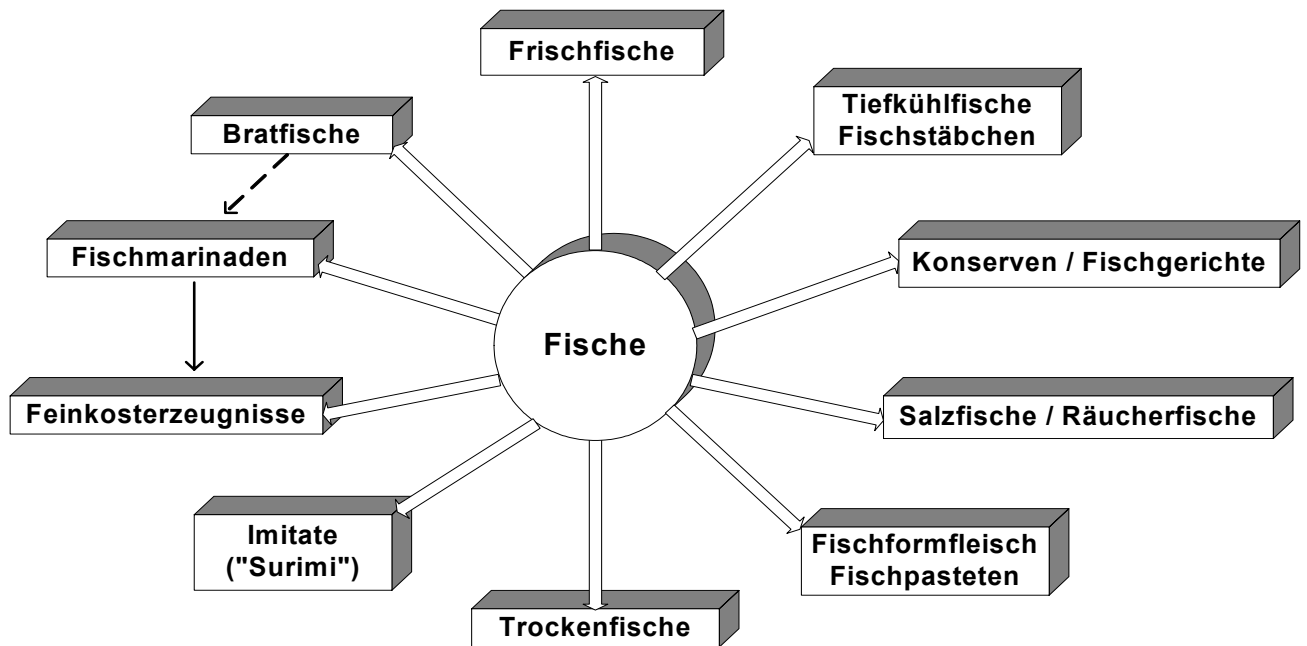 Frischfische
Tiefkühlfische
Fischstäbchen
Bratfische
Fischmarinaden
Konserven / Fischgerichte
Fische
Feinkosterzeugnisse
Salzfische / Räucherfische
Imitate
("Surimi")
Fischformfleisch
Fischpasteten
Trockenfische